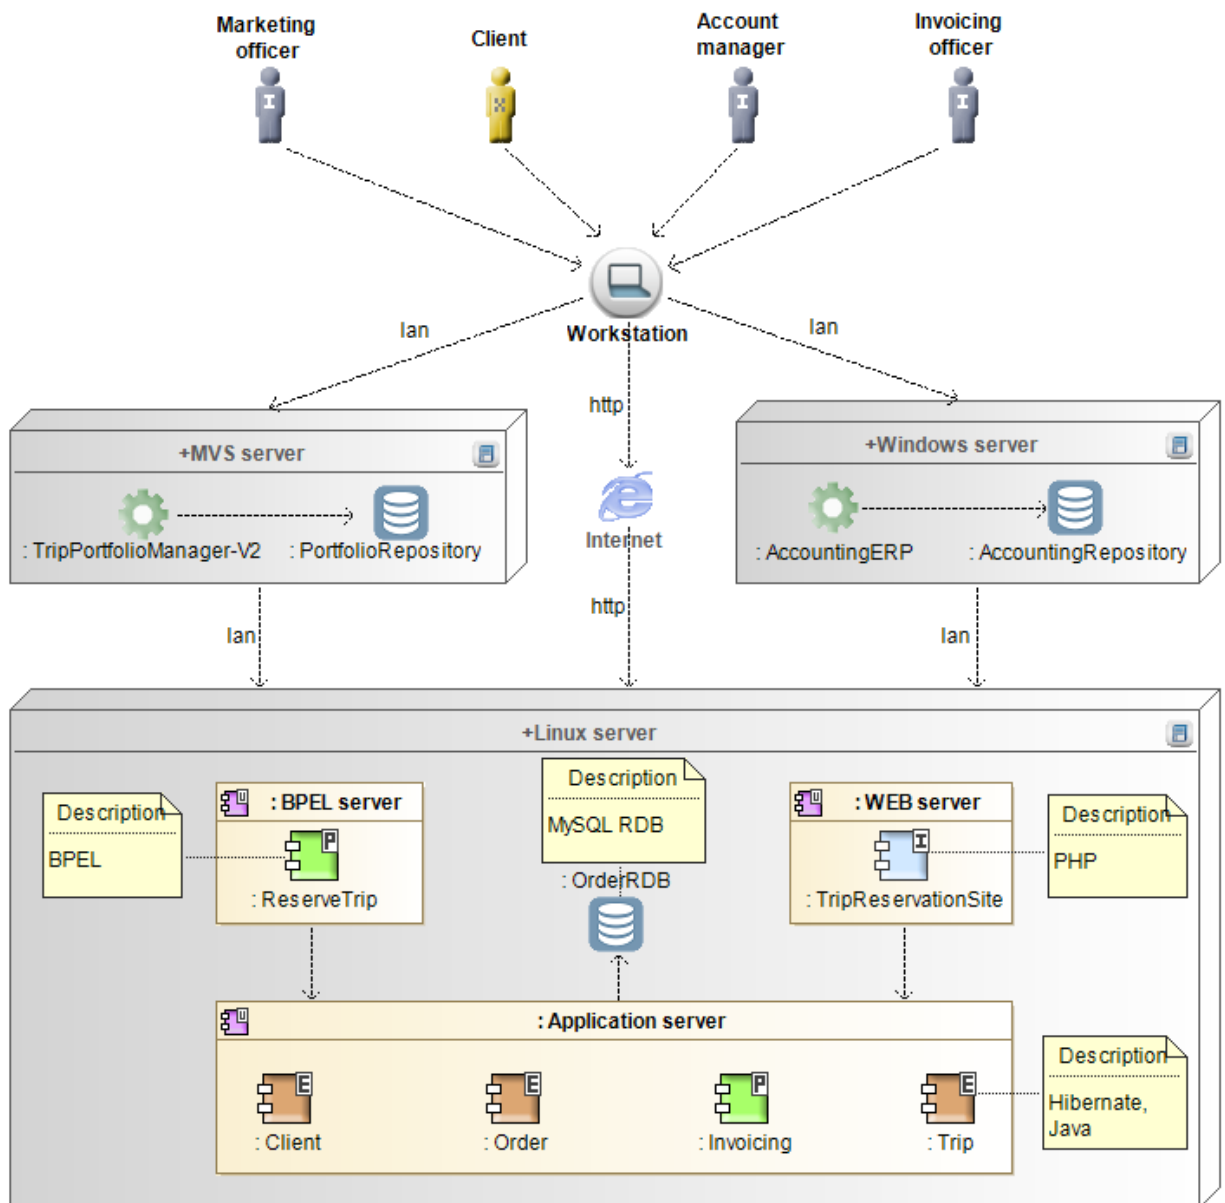 Marketing
officer
Client
Account
manager
Invoicing
officer
I
X
I
I
Workstation
lan
http
lan
+MVS server
: TripPortfolioManager-V2
: PortfolioRepository
Internet
+Windows server
: AccountingERP
: AccountingRepository
lan
http
lan
+Linux server
Description
BPEL
U
: BPEL server
P
: ReserveTrip
Description
MySQL RDB
: OrderRDB
U
: WEB server
I
: TripReservationSite
Description
PHP
U
: Application server
E
: Client
E
: Order
P
: Invoicing
E
: Trip
Description
Hibernate,
Java